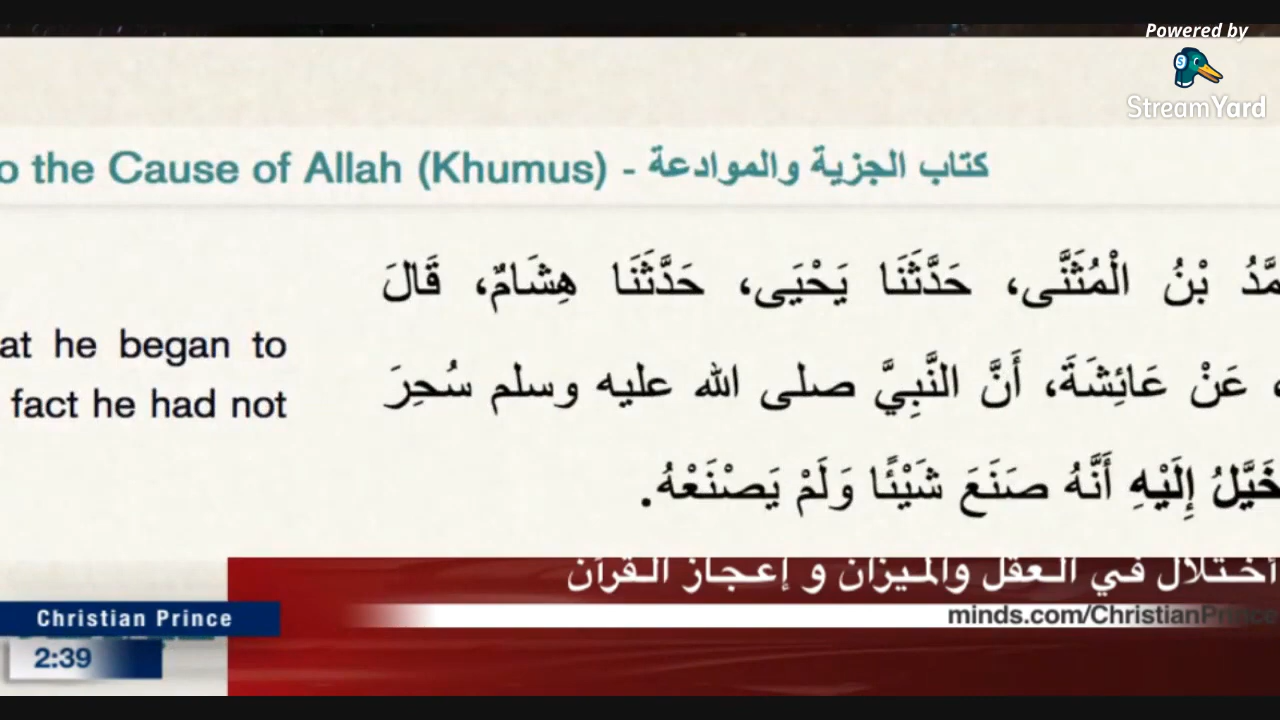 Powered by
StreamYard
o the Cause of Allah (Khumus) - كتاب الجزية والموادعة
مَّدُ بْنُ الْمُثَنَّى، حَدَّثَنَا يَحْيَى، حَدَّثَنَا هِشَامٌ، قَالَ
at he began to
، عَنْ عَائِشَةَ، أَنَّ النَّبِيَّ صلى الله عليه وسلم سُحِرَ
fact he had not
خَيَّلُ إِلَيْهِ أَنَّهُ صَنَعَ شَيْئًا وَلَمْ يَصْنَعْهُ.
أختلال في العقل والميزان و إعجاز القرآن
Christian Prince
minds.com/ChristianPrince
2:39